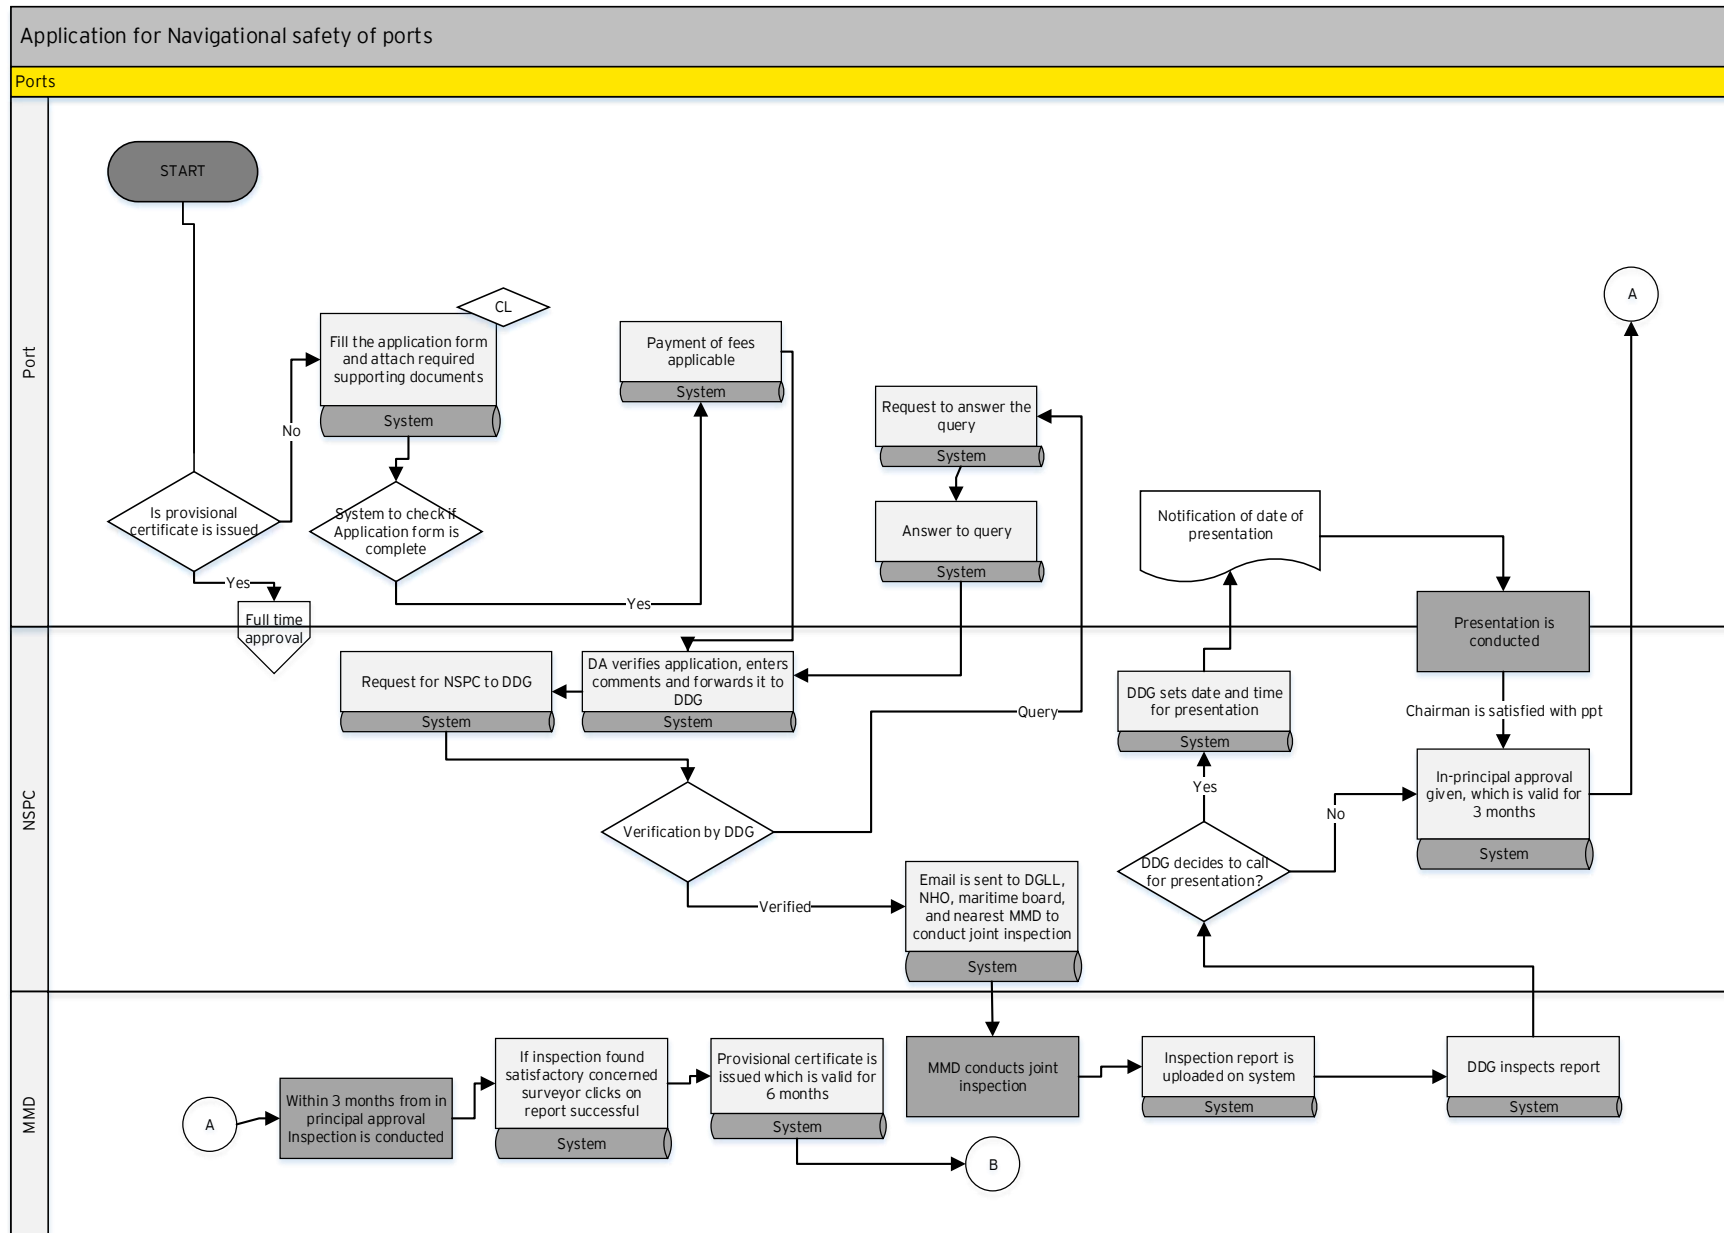 Application for Navigational safety of ports
Ports
Port
START
CL
Fill the application form
and attach required
supporting documents
System
No
Is provisional
certificate is issued
Yes
Full time
approval
System to check if
Application form is
complete
Yes
Payment of fees
applicable
System
Request to answer the
query
System
Answer to query
System
Notification of date of
presentation
Presentation is
conducted
A
NSPC
Request for NSPC to DDG
System
DA verifies application, enters
comments and forwards it to
DDG
System
Query
Verification by DDG
Verified
Email is sent to DGLL,
NHO, maritime board,
and nearest MMD to
conduct joint inspection
System
DDG sets date and time
for presentation
System
Yes
DDG decides to call
for presentation?
No
Chairman is satisfied with ppt
In-principal approval
given, which is valid for
3 months
System
MMD
A
Within 3 months from in
principal approval
Inspection is conducted
If inspection found
satisfactory concerned
surveyor clicks on
report successful
System
Provisional certificate is
issued which is valid for
6 months
System
B
MMD conducts joint
inspection
Inspection report is
uploaded on system
System
DDG inspects report
System